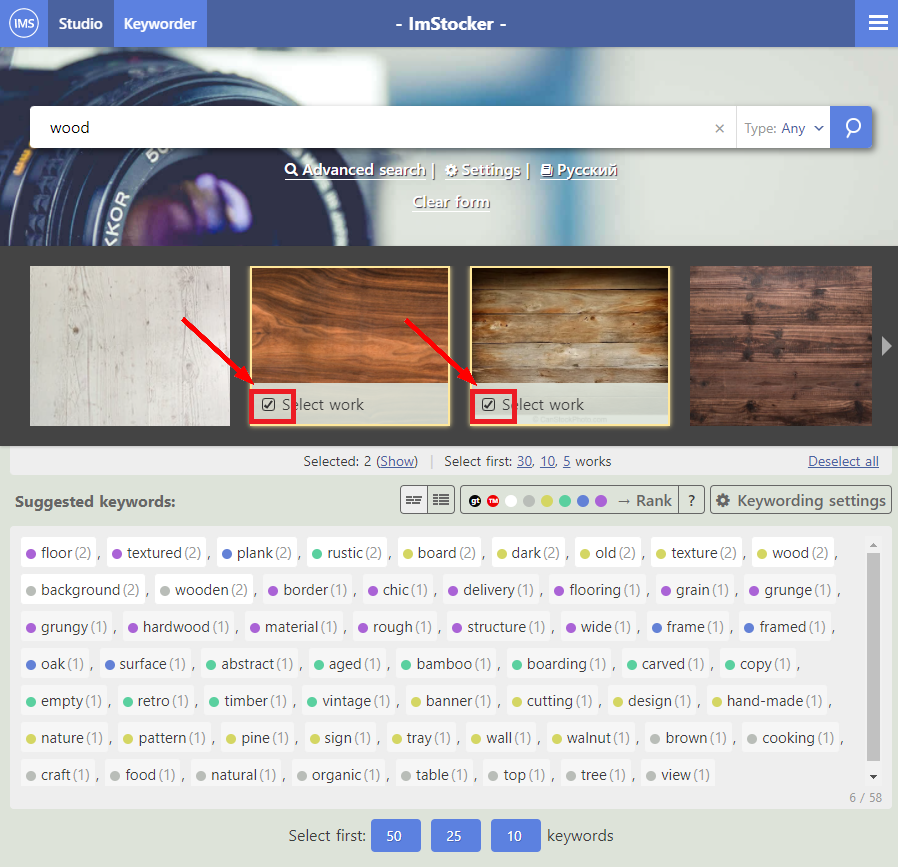 IMS Studio Keyworder - ImStocker -
wood × Type: Any
50
KKOR
Advanced search | Settings | Русский
Clear form
Select work Select work
Selected: 2 (Show) | Select first: 30, 10, 5 works Deselect all
Suggested keywords: gt TM → Rank ? Keywording settings
floor (2) , textured (2) , plank (2) , rustic (2) , board (2) , dark (2) , old (2) , texture (2) , wood (2) ,
background (2) , wooden (2) , border (1) , chic (1) , delivery (1) , flooring (1) , grain (1) , grunge (1) ,
grungy (1) , hardwood (1) , material (1) , rough (1) , structure (1) , wide (1) , frame (1) , framed (1) ,
oak (1) , surface (1) , abstract (1) , aged (1) , bamboo (1) , boarding (1) , carved (1) , copy (1) ,
empty (1) , retro (1) , timber (1) , vintage (1) , banner (1) , cutting (1) , design (1) , hand-made (1) ,
nature (1) , pattern (1) , pine (1) , sign (1) , tray (1) , wall (1) , walnut (1) , brown (1) , cooking (1) ,
craft (1) , food (1) , natural (1) , organic (1) , table (1) , top (1) , tree (1) , view (1)
6 / 58
Select first: 50 25 10 keywords